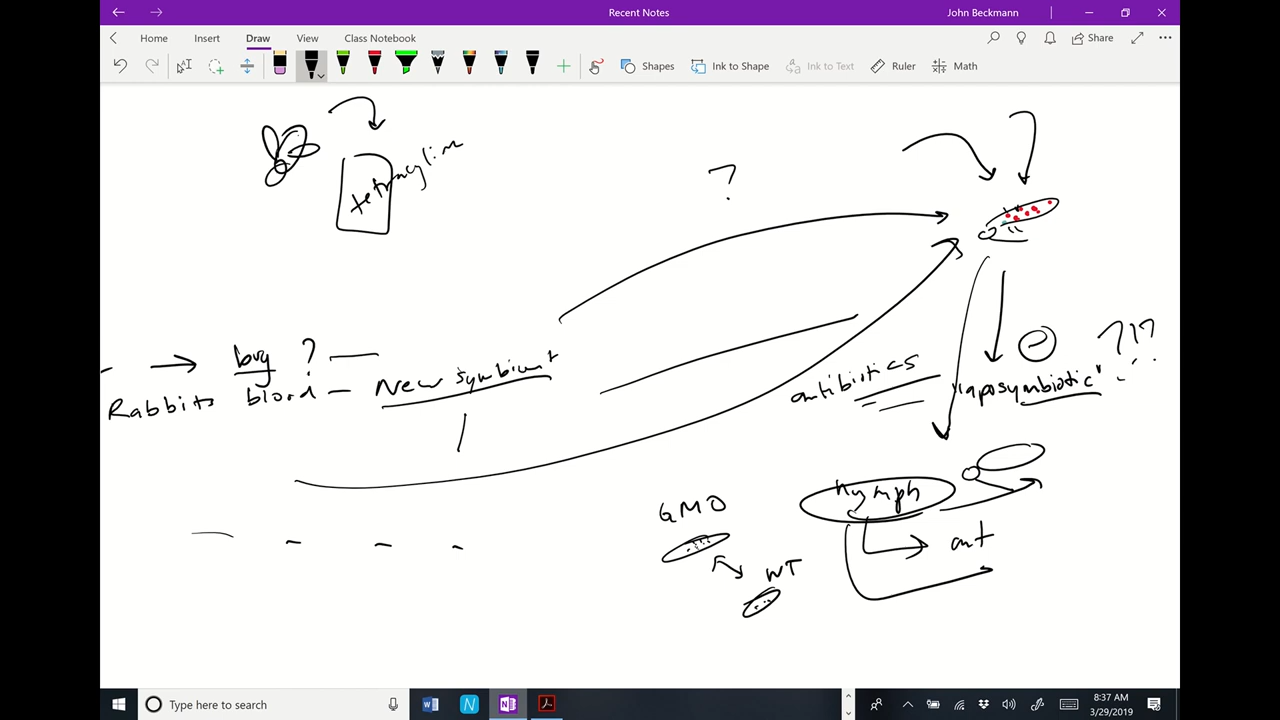 Recent Notes
John Beckmann
Home Insert Draw View Class Notebook
Share
Shapes Ink to Shape Ink to Text Ruler Math
tetracyline
?
bug ?
Rabbits blood - New Symbiont
antibiotics
"aposymbiotic" ???
GMO
WT
Nymph
ant
Type here to search
8:37 AM
3/29/2019